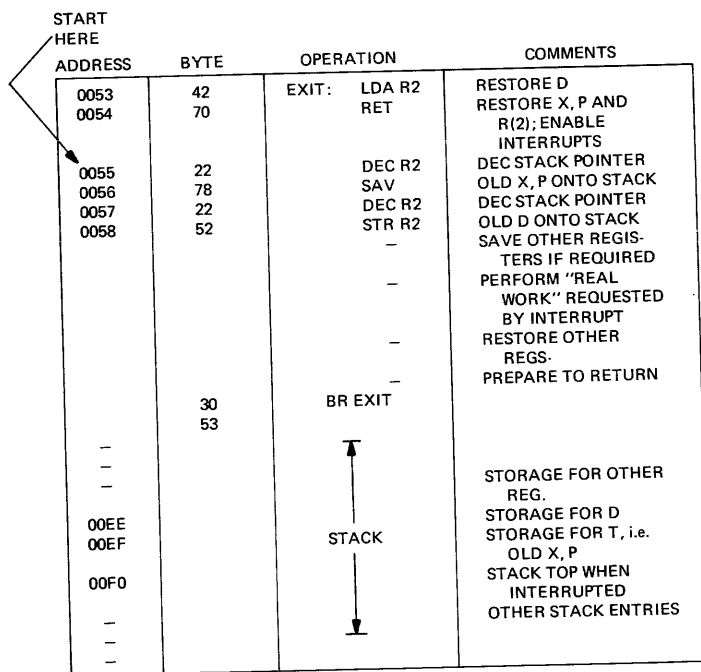 START
HERE
ADDRESS BYTE OPERATION COMMENTS
0053 42 EXIT: LDA R2 RESTORE D
0054 70 RET RESTORE X, P AND
R(2); ENABLE
INTERRUPTS
0055 22 DEC R2 DEC STACK POINTER
0056 78 SAV OLD X, P ONTO STACK
0057 22 DEC R2 DEC STACK POINTER
0058 52 STR R2 OLD D ONTO STACK
– SAVE OTHER REGIS-
TERS IF REQUIRED
– PERFORM "REAL
WORK" REQUESTED
BY INTERRUPT
– RESTORE OTHER
REGS.
– PREPARE TO RETURN
30 BR EXIT
53
–
–
– STORAGE FOR OTHER
REG.
00EE STORAGE FOR D
00EF STACK STORAGE FOR T, i.e.
OLD X, P
00F0 STACK TOP WHEN
INTERRUPTED
OTHER STACK ENTRIES
–
–
–